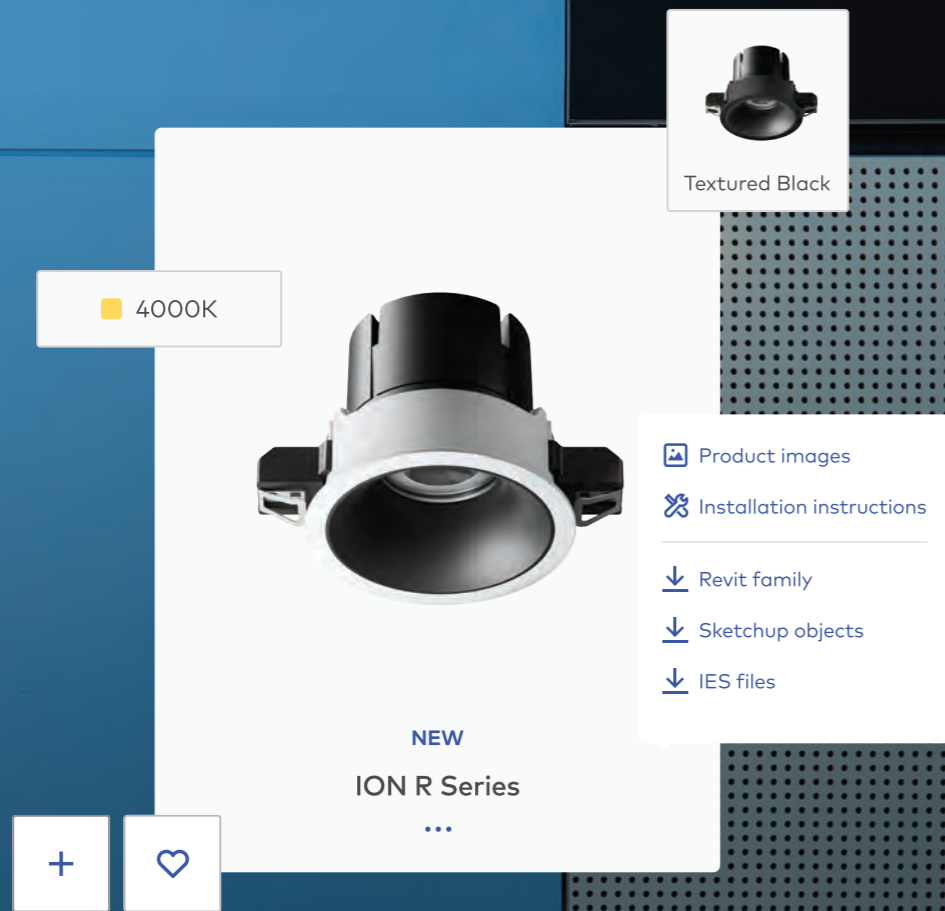 Textured Black
4000K
Product images
Installation instructions
Revit family
Sketchup objects
IES files
NEW
ION R Series